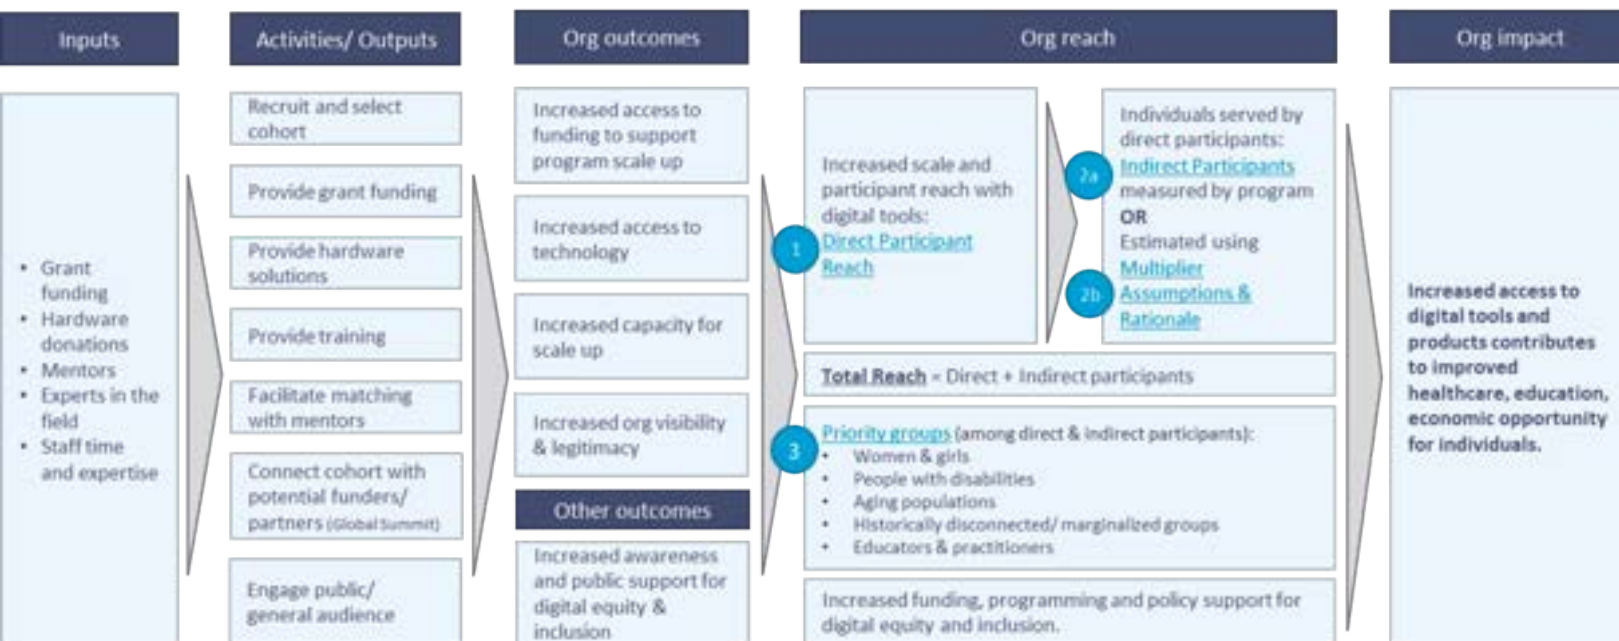 Inputs
• Grant
funding
• Hardware
donations
• Mentors
• Experts in the
field
• Staff time
and expertise
Activities/ Outputs
Recruit and select
cohort
Provide grant funding
Provide hardware
solutions
Provide training
Facilitate matching
with mentors
Connect cohort with
potential funders/
partners (Global Summit)
Engage public/
general audience
Org outcomes
Increased access to
funding to support
program scale up
Increased access to
technology
Increased capacity for
scale up
Increased org visibility
& legitimacy
Other outcomes
Increased awareness
and public support for
digital equity &
inclusion
Org reach
Increased scale and
participant reach with
digital tools:
1
Direct Participant
Reach
Individuals served by
direct participants:
2a
Indirect Participants
measured by program
OR
Estimated using
2b
Multiplier
Assumptions &
Rationale
Total Reach = Direct + Indirect participants
3
Priority groups (among direct & indirect participants):
• Women & girls
• People with disabilities
• Aging populations
• Historically disconnected/ marginalized groups
• Educators & practitioners
Increased funding, programming and policy support for
digital equity and inclusion.
Org impact
Increased access to
digital tools and
products contributes
to improved
healthcare, education,
economic opportunity
for individuals.